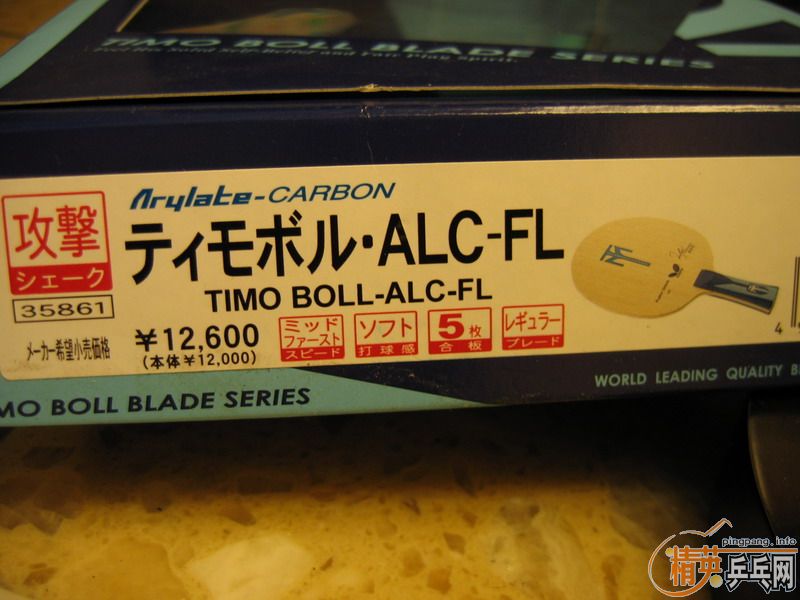 TIMO BOLL BLADE SERIES
Arylate-CARBON
攻撃
シェーク
35861
ティモボル・ALC-FL
TIMO BOLL-ALC-FL
メーカー希望小売価格
¥12,600
(本体¥12,000)
ミッド
ファースト
スピード
ソフト
打球感
5枚
合板
レギュラー
ブレード
4
MO BOLL BLADE SERIES
WORLD LEADING QUALITY B
pingpang.info
精英乒乓网